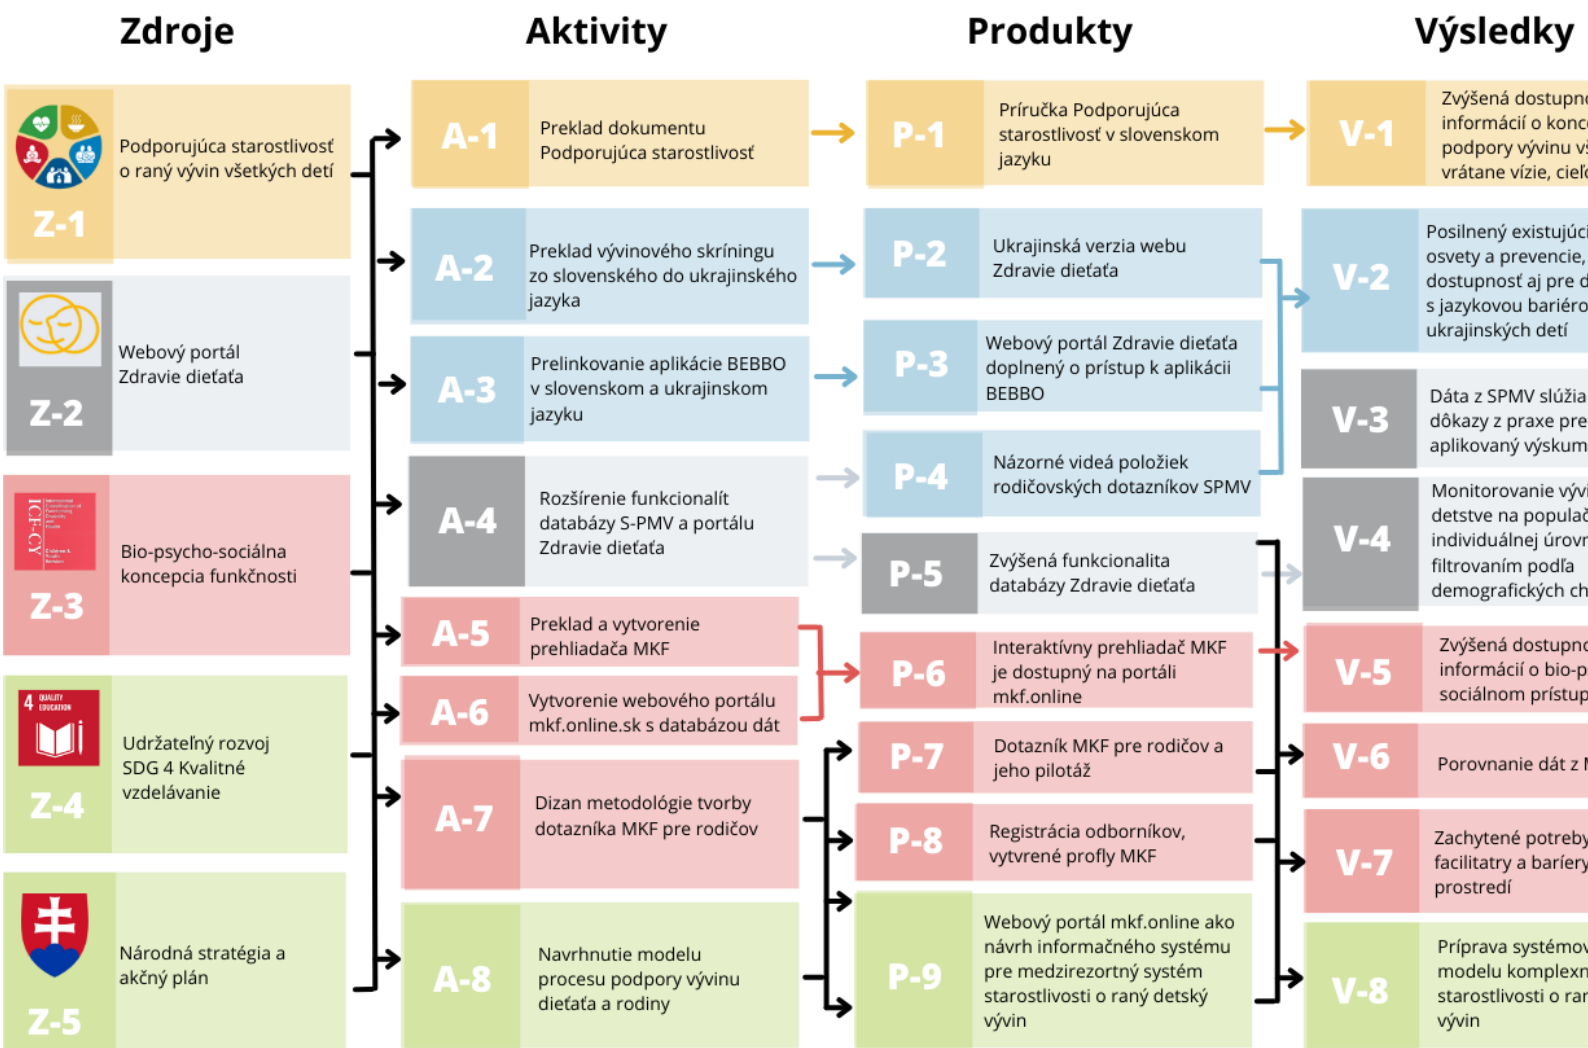 Zdroje
Aktivity
Produkty
Výsledky
Z-1
Podporujúca starostlivosť
o raný vývin všetkých detí
Z-2
Webový portál
Zdravie dieťaťa
ICF-CY
Z-3
Bio-psycho-sociálna
koncepcia funkčnosti
4 QUALITY
EDUCATION
Z-4
Udržateľný rozvoj
SDG 4 Kvalitné
vzdelávanie
Z-5
Národná stratégia a
akčný plán
A-1
Preklad dokumentu
Podporujúca starostlivosť
A-2
Preklad vývinového skríningu
zo slovenského do ukrajinského
jazyka
A-3
Prelinkovanie aplikácie BEBBO
v slovenskom a ukrajinskom
jazyku
A-4
Rozšírenie funkcionalít
databázy S-PMV a portálu
Zdravie dieťaťa
A-5
Preklad a vytvorenie
prehliadača MKF
A-6
Vytvorenie webového portálu
mkf.online.sk s databázou dát
A-7
Dizan metodológie tvorby
dotazníka MKF pre rodičov
A-8
Navrhnutie modelu
procesu podpory vývinu
dieťaťa a rodiny
P-1
Príručka Podporujúca
starostlivosť v slovenskom
jazyku
P-2
Ukrajinská verzia webu
Zdravie dieťaťa
P-3
Webový portál Zdravie dieťaťa
doplnený o prístup k aplikácii
BEBBO
P-4
Názorné videá položiek
rodičovských dotazníkov SPMV
P-5
Zvýšená funkcionalita
databázy Zdravie dieťaťa
P-6
Interaktívny prehliadač MKF
je dostupný na portáli
mkf.online
P-7
Dotazník MKF pre rodičov a
jeho pilotáž
P-8
Registrácia odborníkov,
vytvrené profly MKF
P-9
Webový portál mkf.online ako
návrh informačného systému
pre medzirezortný systém
starostlivosti o raný detský
vývin
V-1
Zvýšená dostupno
informácií o konce
podpory vývinu vš
vrátane vízie, cieľo
V-2
Posilnený existujúci
osvety a prevencie,
dostupnosť aj pre d
s jazykovou bariéro
ukrajinských detí
V-3
Dáta z SPMV slúžia
dôkazy z praxe pre
aplikovaný výskum
V-4
Monitorovanie vývi
detstve na populač
individuálnej úrovn
filtrovaním podľa
demografických ch
V-5
Zvýšená dostupno
informácií o bio-p
sociálnom prístup
V-6
Porovnanie dát z M
V-7
Zachytené potreby
facilitatry a bariéry
prostredí
V-8
Príprava systémov
modelu komplexn
starostlivosti o ran
vývin